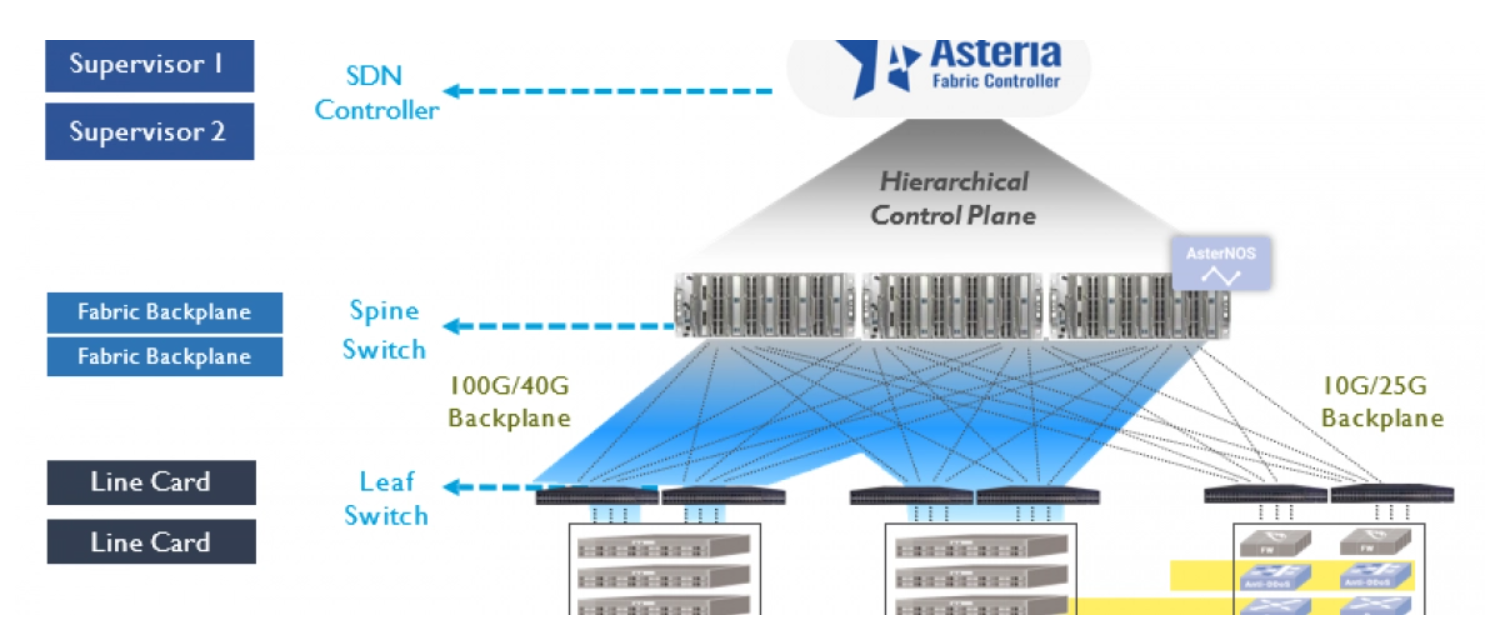 Supervisor 1
Supervisor 2
SDN
Controller
Asteria
Fabric Controller
Hierarchical
Control Plane
AsterNOS
Fabric Backplane
Fabric Backplane
Spine
Switch
100G/40G
Backplane
10G/25G
Backplane
Line Card
Line Card
Leaf
Switch
FW
FW
Anti-DDoS
Anti-DDoS